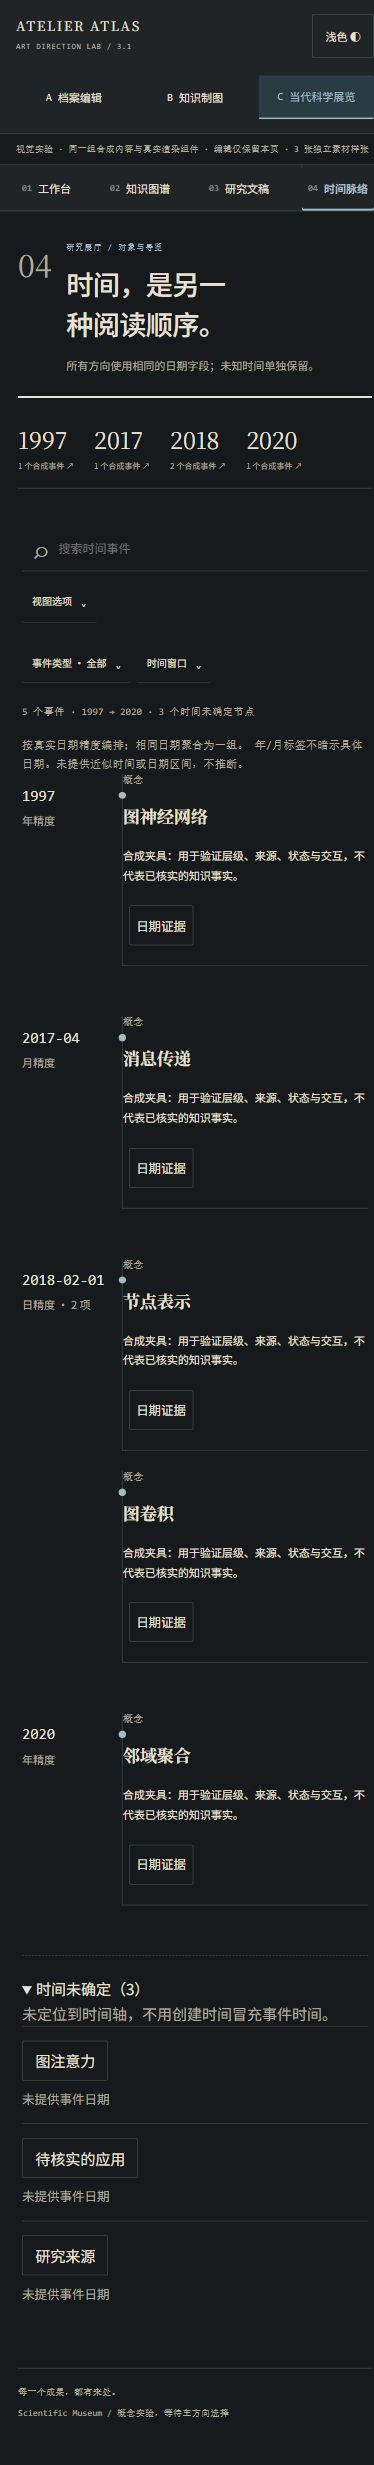 ATELIER ATLAS
ART DIRECTION LAB / 3.1
浅色
A 档案编辑
B 知识制图
C 当代科学展览
视觉实验 · 同一组合成内容与真实渲染组件 · 编辑仅保留本页 · 3 张独立素材样张
01 工作台
02 知识图谱
03 研究文稿
04 时间脉络
研究展厅 / 对象与导览
04
时间，是另一
种阅读顺序。
所有方向使用相同的日期字段；未知时间单独保留。
1997
2017
2018
2020
1 个合成事件 ↗
1 个合成事件 ↗
2 个合成事件 ↗
1 个合成事件 ↗
搜索时间事件
视图选项
事件类型 · 全部
时间窗口
5 个事件 · 1997 → 2020 · 3 个时间未确定节点
按真实日期精度编排；相同日期聚合为一组。 年/月标签不暗示具体
日期。未提供近似时间或日期区间，不推断。
1997
年精度
概念
图神经网络
合成夹具：用于验证层级、来源、状态与交互，不
代表已核实的知识事实。
日期证据
2017-04
月精度
概念
消息传递
合成夹具：用于验证层级、来源、状态与交互，不
代表已核实的知识事实。
日期证据
2018-02-01
日精度 · 2 项
概念
节点表示
合成夹具：用于验证层级、来源、状态与交互，不
代表已核实的知识事实。
日期证据
概念
图卷积
合成夹具：用于验证层级、来源、状态与交互，不
代表已核实的知识事实。
日期证据
2020
年精度
概念
邻域聚合
合成夹具：用于验证层级、来源、状态与交互，不
代表已核实的知识事实。
日期证据
▼ 时间未确定（3）
未定位到时间轴，不用创建时间冒充事件时间。
图注意力
未提供事件日期
待核实的应用
未提供事件日期
研究来源
未提供事件日期
每一个成果，都有来处。
Scientific Museum / 概念实验，等待主方向选择